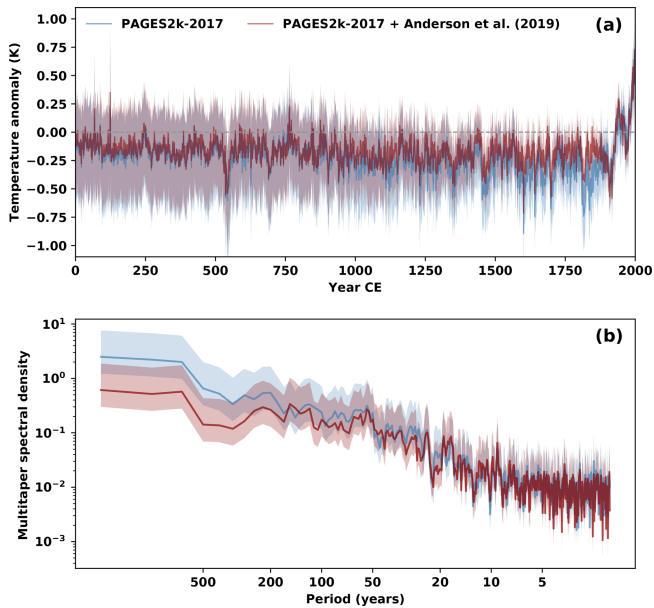 PAGES2k-2017
PAGES2k-2017 + Anderson et al. (2019)
(a)
1.00
0.75
0.50
0.25
0.00
−0.25
−0.50
−0.75
−1.00
Temperature anomaly (K)
0 250 500 750 1000 1250 1500 1750 2000
Year CE
(b)
10¹
10⁰
10⁻¹
10⁻²
10⁻³
Multitaper spectral density
500 200 100 50 20 10 5
Period (years)